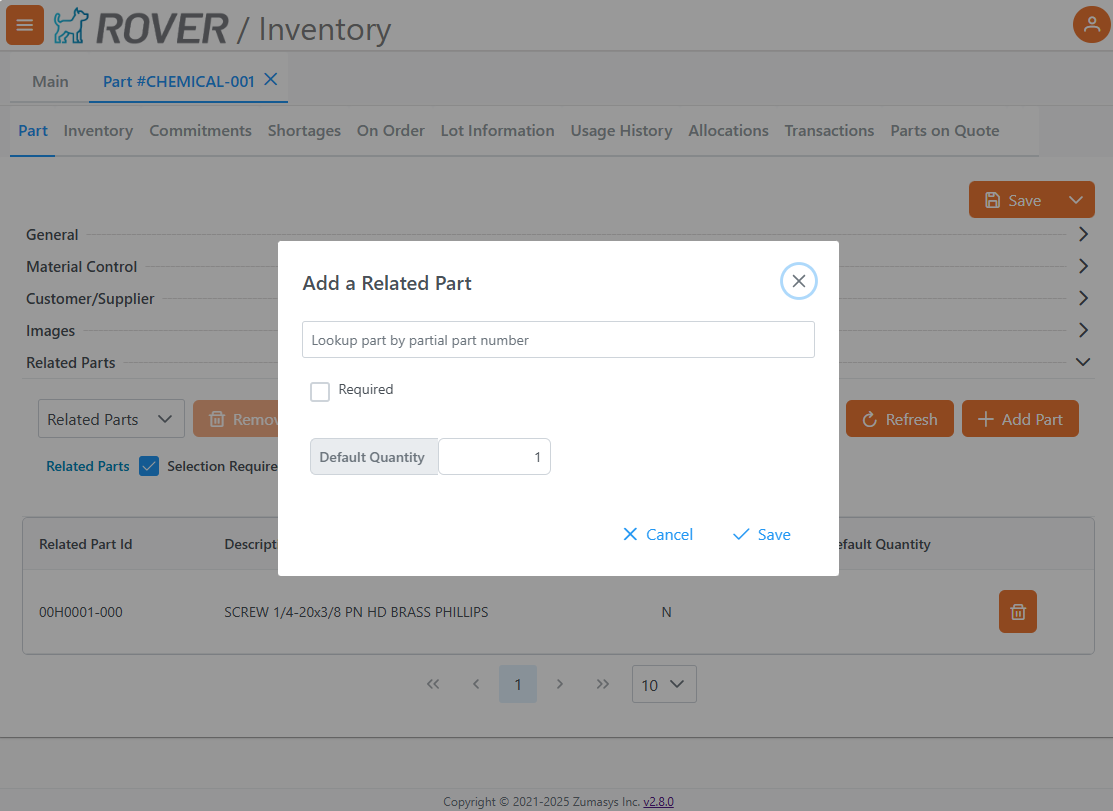 ROVER / Inventory
Main Part #CHEMICAL-001
Part Inventory Commitments Shortages On Order Lot Information Usage History Allocations Transactions Parts on Quote
Save
General
Material Control
Customer/Supplier
Images
Related Parts
Add a Related Part
Lookup part by partial part number
Required
Default Quantity 1
Cancel Save
Related Parts Remov Refresh Add Part
Related Parts Selection Require
Related Part Id Descript efault Quantity
00H0001-000 SCREW 1/4-20x3/8 PN HD BRASS PHILLIPS N
1 10
Copyright © 2021-2025 Zumasys Inc. v2.8.0